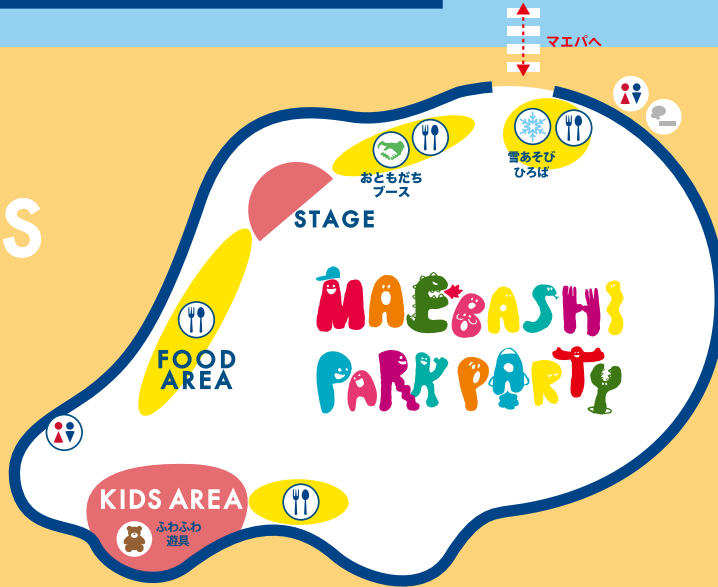 マエパへ
雪あそび
ひろば
おともだち
ブース
STAGE
S
MAEBASHI
PARK PARTY
FOOD
AREA
KIDS AREA
ふわふわ
遊具